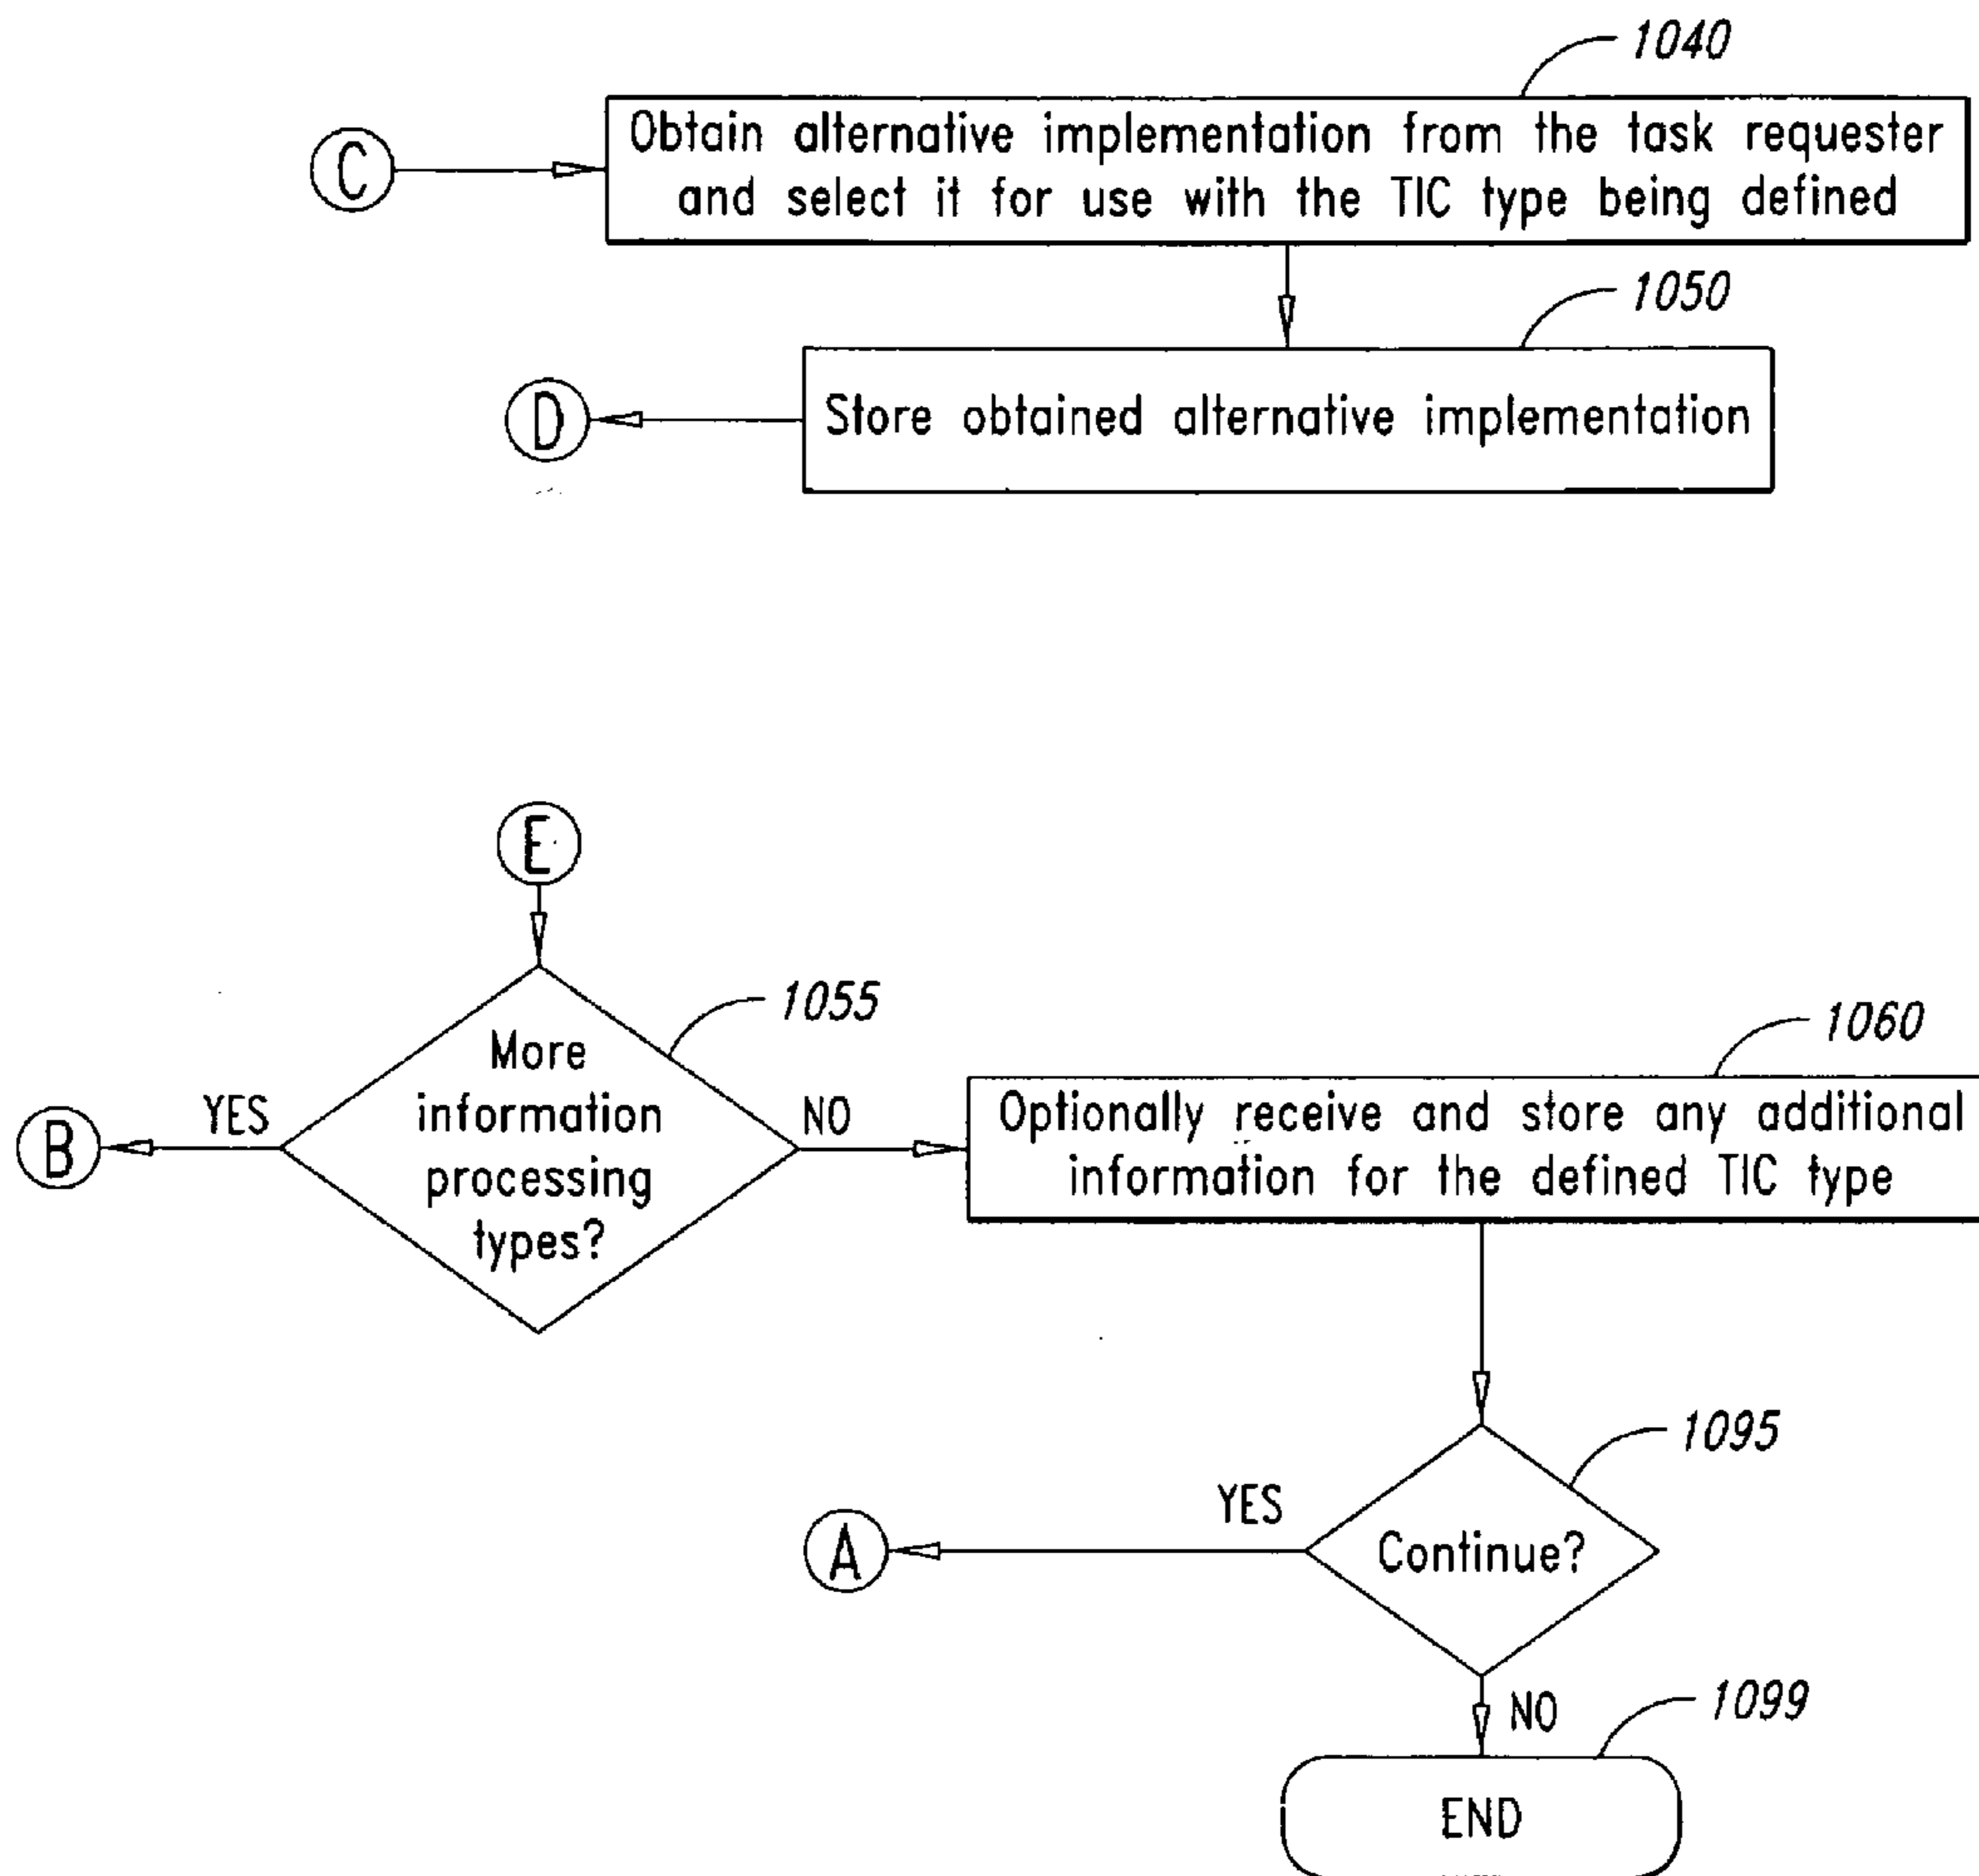 1040
C
Obtain alternative implementation from the task requester
and select it for use with the TIC type being defined
1050
D
Store obtained alternative implementation
E
1055
More
information
processing
types?
YES
B
NO
1060
Optionally receive and store any additional
information for the defined TIC type
1095
YES
A
Continue?
NO
1099
END